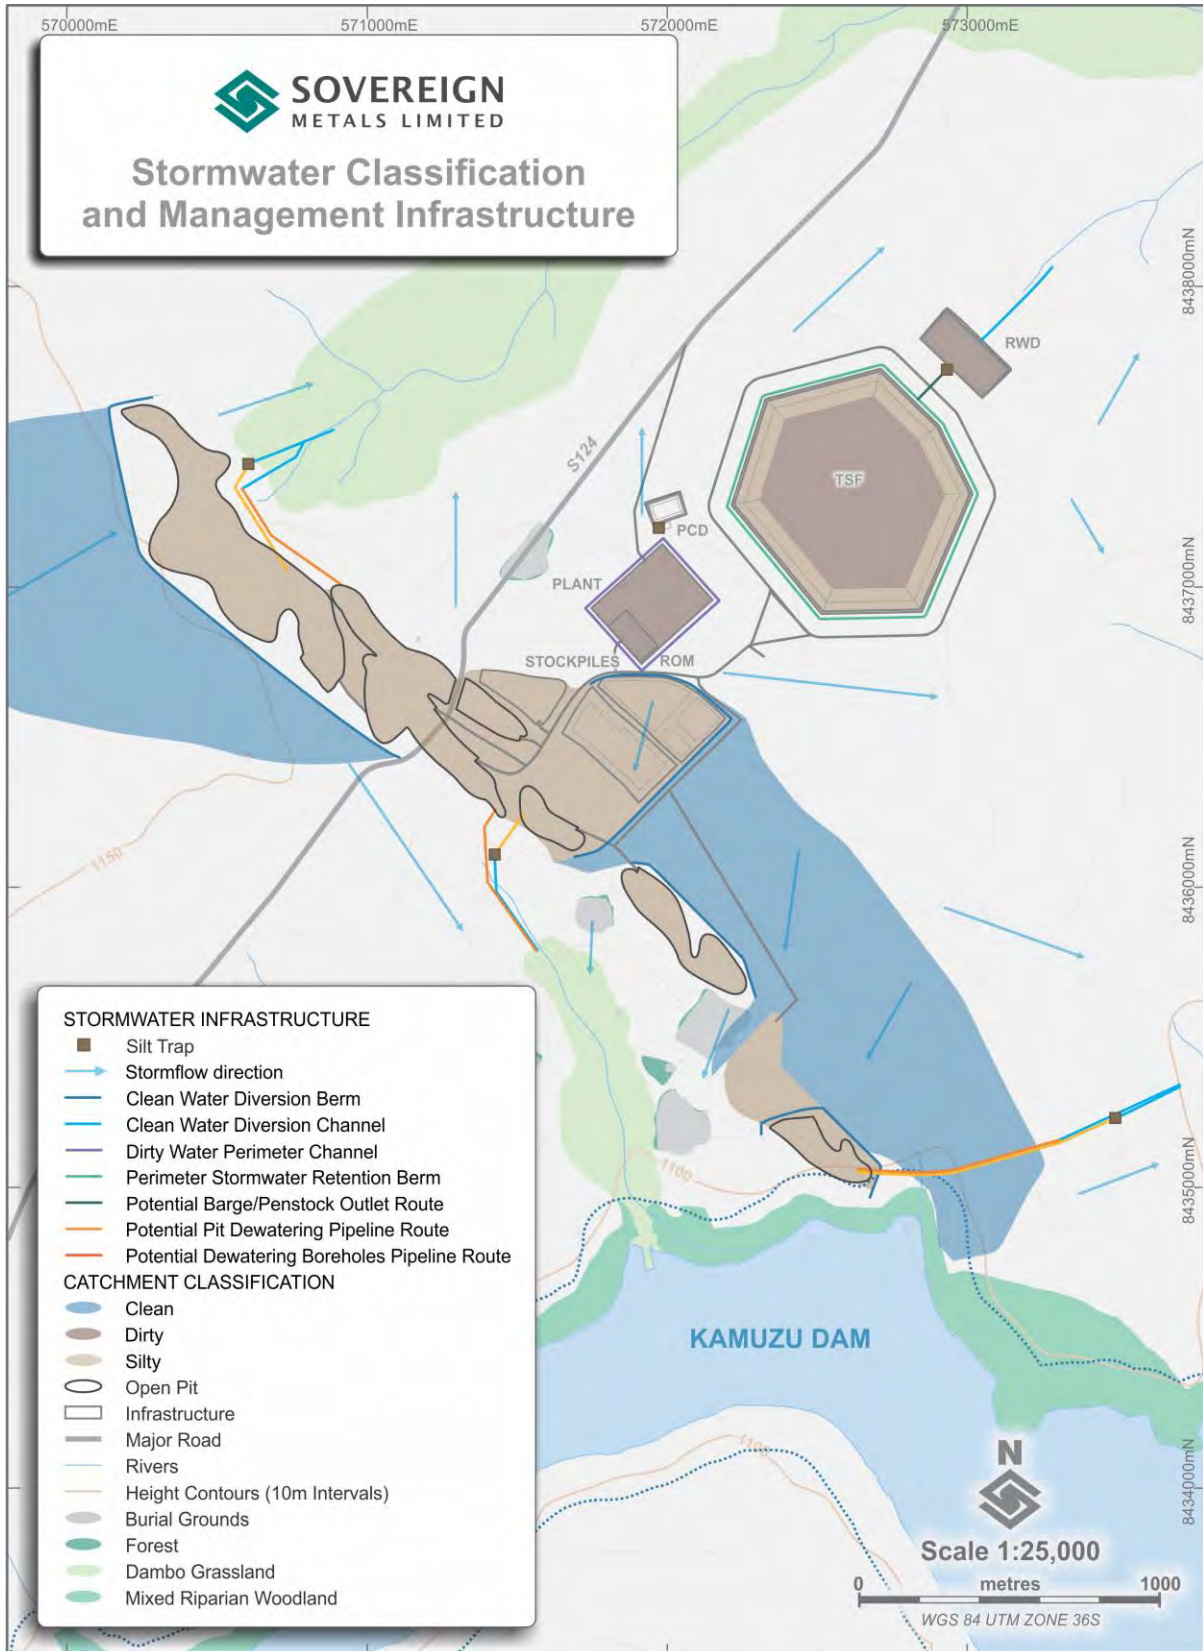 570000mE
571000mE
572000mE
573000mE
SOVEREIGN
METALS LIMITED
Stormwater Classification
and Management Infrastructure
8438000mN
RWD
S124
TSF
PCD
PLANT
8437000mN
STOCKPILES
ROM
1150
8436000mN
1100
8435000mN
STORMWATER INFRASTRUCTURE
Silt Trap
Stormflow direction
Clean Water Diversion Berm
Clean Water Diversion Channel
Dirty Water Perimeter Channel
Perimeter Stormwater Retention Berm
Potential Barge/Penstock Outlet Route
Potential Pit Dewatering Pipeline Route
Potential Dewatering Boreholes Pipeline Route
CATCHMENT CLASSIFICATION
Clean
Dirty
Silty
Open Pit
Infrastructure
Major Road
Rivers
Height Contours (10m Intervals)
Burial Grounds
Forest
Dambo Grassland
Mixed Riparian Woodland
KAMUZU DAM
1100
8434000mN
N
Scale 1:25,000
0 metres 1000
WGS 84 UTM ZONE 36S